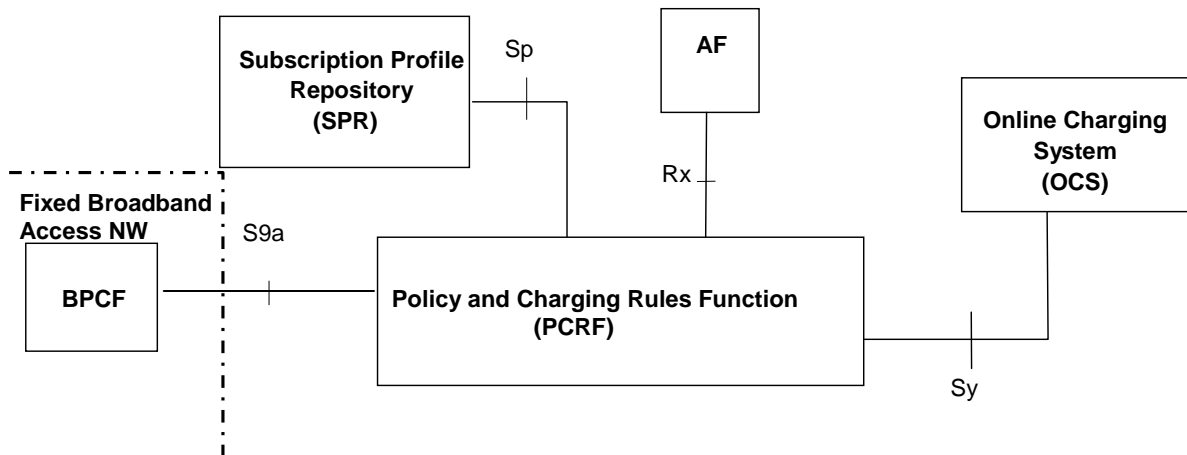 Subscription Profile
Repository
(SPR)
Sp
AF
Online Charging
System
(OCS)
Rx
Fixed Broadband
Access NW
S9a
BPCF
Policy and Charging Rules Function
(PCRF)
Sy